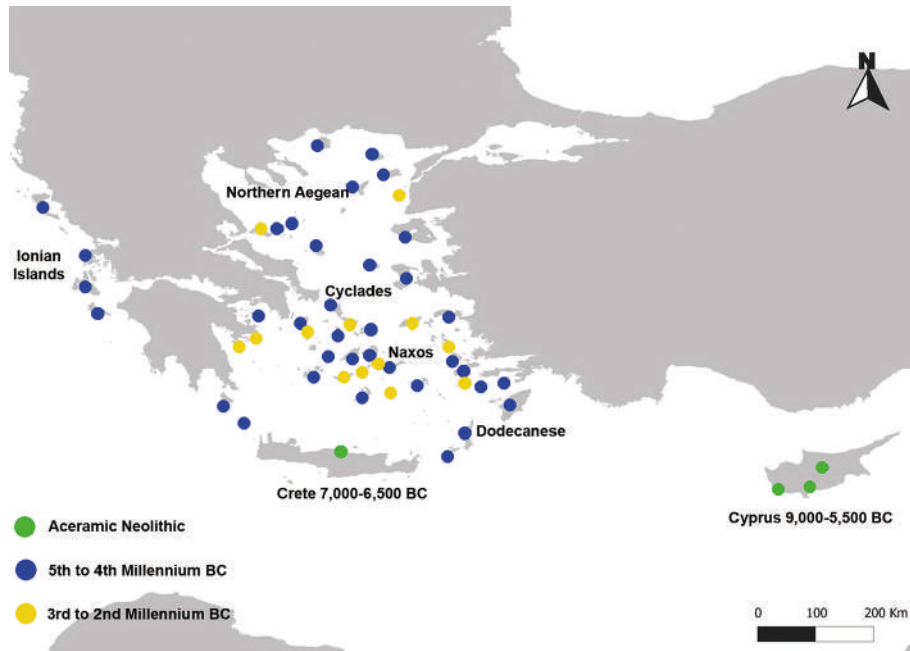 N
Northern Aegean
Ionian
Islands
Cyclades
Naxos
Dodecanese
Crete 7,000-6,500 BC
Cyprus 9,000-5,500 BC
Aceramic Neolithic
5th to 4th Millennium BC
3rd to 2nd Millennium BC
0 100 200 Km